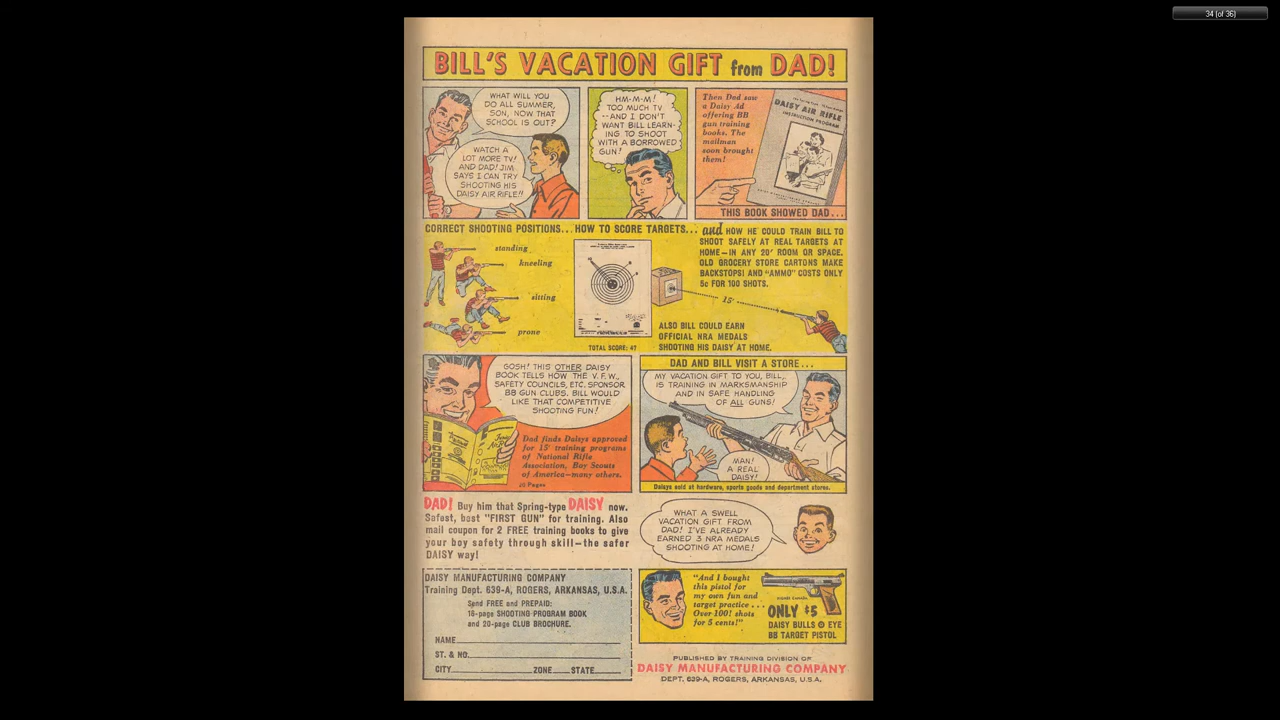 34 [of 36]
BILL'S VACATION GIFT from DAD!
WHAT WILL YOU
DO ALL SUMMER,
SON, NOW THAT
SCHOOL IS OUT?
WATCH A
LOT MORE TV!
AND DAD! JIM
SAYS I CAN TRY
SHOOTING HIS
DAISY AIR RIFLE!!
HM-M-M!
TOO MUCH TV
--AND I DON'T
WANT BILL LEARN-
ING TO SHOOT
WITH A BORROWED
GUN!
Then Dad saw
a Daisy Ad
offering BB
gun training
books. The
mailman
soon brought
them!
DAISY AIR RIFLE
INSTRUCTION PROGRAM
THIS BOOK SHOWED DAD...
CORRECT SHOOTING POSITIONS... HOW TO SCORE TARGETS...
standing
kneeling
sitting
prone
TOTAL SCORE: 47
and HOW HE COULD TRAIN BILL TO
SHOOT SAFELY AT REAL TARGETS AT
HOME—IN ANY 20' ROOM OR SPACE.
OLD GROCERY STORE CARTONS MAKE
BACKSTOPS! AND "AMMO" COSTS ONLY
5c FOR 100 SHOTS.
15'
ALSO BILL COULD EARN
OFFICIAL NRA MEDALS
SHOOTING HIS DAISY AT HOME.
GOSH! THIS OTHER DAISY
BOOK TELLS HOW THE V.F.W.,
SAFETY COUNCILS, ETC. SPONSOR
BB GUN CLUBS. BILL WOULD
LIKE THAT COMPETITIVE
SHOOTING FUN!
Dad finds Daisys approved
for 15' training programs
of National Rifle
Association, Boy Scouts
of America—many others.
20 Pages
DAD AND BILL VISIT A STORE...
MY VACATION GIFT TO YOU, BILL,
IS TRAINING IN MARKSMANSHIP
AND IN SAFE HANDLING
OF ALL GUNS!
MAN!
A REAL
DAISY!
Daisys sold at hardware, sports goods and department stores.
DAD! Buy him that Spring-type DAISY now.
Safest, best "FIRST GUN" for training. Also
mail coupon for 2 FREE training books to give
your boy safety through skill—the safer
DAISY way!
WHAT A SWELL
VACATION GIFT FROM
DAD! I'VE ALREADY
EARNED 3 NRA MEDALS
SHOOTING AT HOME!
DAISY MANUFACTURING COMPANY
Training Dept. 639-A, ROGERS, ARKANSAS, U.S.A.
Send FREE and PREPAID:
16-page SHOOTING PROGRAM BOOK
and 20-page CLUB BROCHURE.
NAME
ST. & NO.
CITY ZONE STATE
"And I bought
this pistol for
my own fun and
target practice...
Over 100! shots
for 5 cents!"
ONLY $5
DAISY BULLS EYE
BB TARGET PISTOL
PUBLISHED BY TRAINING DIVISION OF
DAISY MANUFACTURING COMPANY
DEPT. 639-A, ROGERS, ARKANSAS, U.S.A.